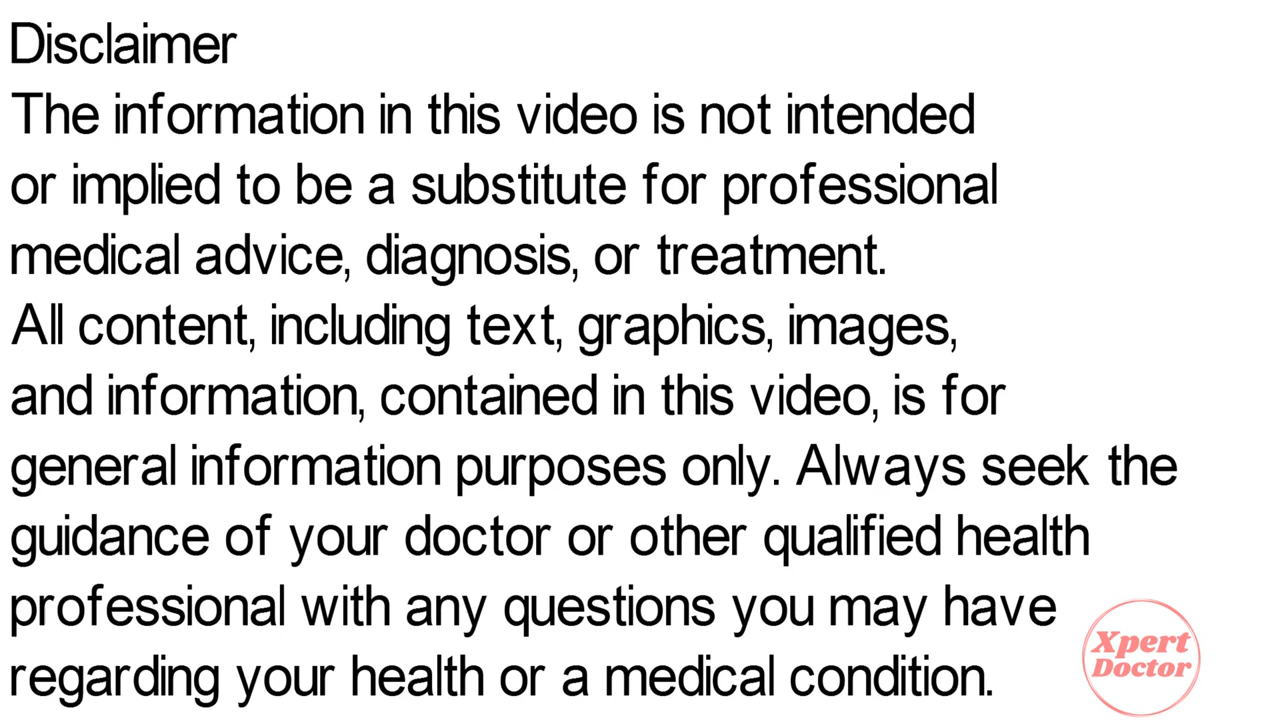 Disclaimer
The information in this video is not intended
or implied to be a substitute for professional
medical advice, diagnosis, or treatment.
All content, including text, graphics, images,
and information, contained in this video, is for
general information purposes only. Always seek the
guidance of your doctor or other qualified health
professional with any questions you may have
regarding your health or a medical condition.
Xpert
Doctor